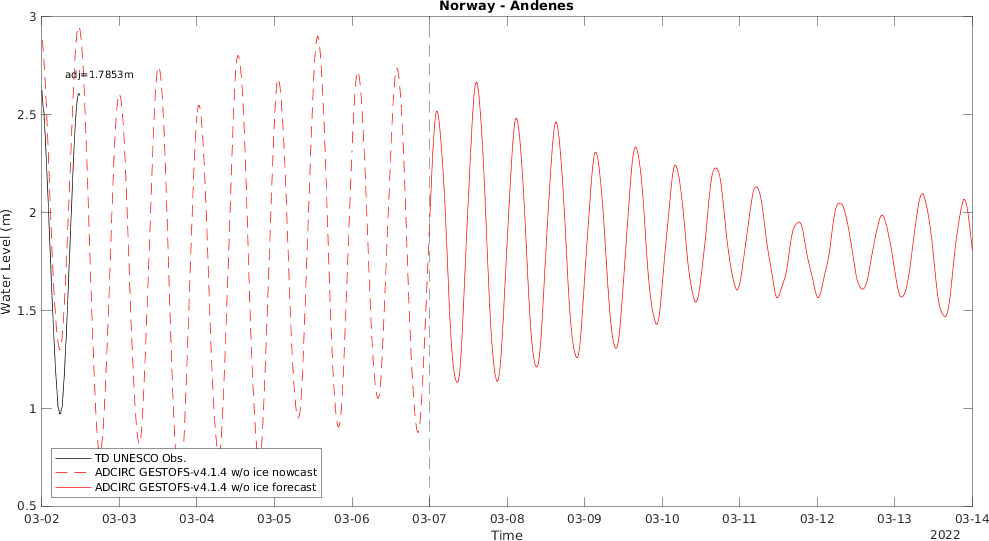 Norway - Andenes
3
adj=1.7853m
2.5
2
1.5
1
0.5
Water Level (m)
TD UNESCO Obs.
ADCIRC GESTOFS-v4.1.4 w/o ice nowcast
ADCIRC GESTOFS-v4.1.4 w/o ice forecast
03-02 03-03 03-04 03-05 03-06 03-07 03-08 03-09 03-10 03-11 03-12 03-13 03-14
Time
2022